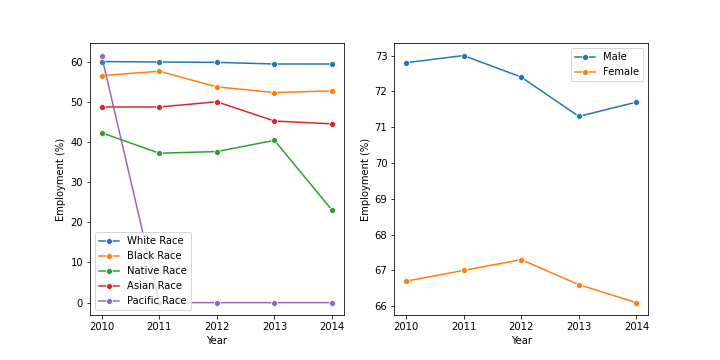 60
50
40
30
20
10
0
Employment (%)
White Race
Black Race
Native Race
Asian Race
Pacific Race
2010 2011 2012 2013 2014
Year
73
72
71
70
69
68
67
66
Employment (%)
Male
Female
2010 2011 2012 2013 2014
Year